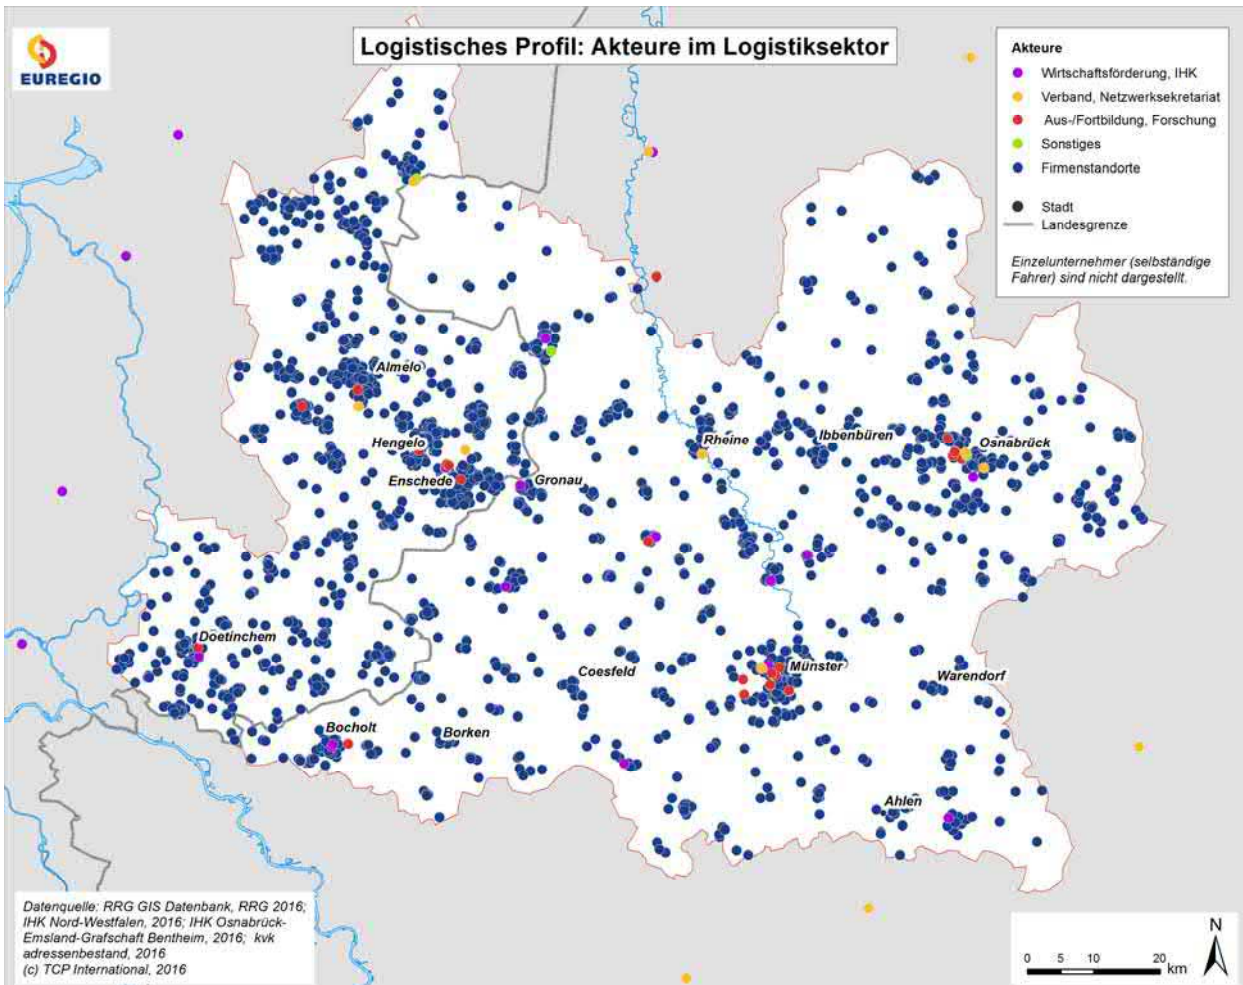 Logistisches Profil: Akteure im Logistiksektor
EUREGIO
Akteure
Wirtschaftsförderung, IHK
Verband, Netzwerksekretariat
Aus-/Fortbildung, Forschung
Sonstiges
Firmenstandorte
Stadt
Landesgrenze
Einzelunternehmer (selbständige
Fahrer) sind nicht dargestellt.
Almelo
Hengelo
Enschede
Gronau
Rheine
Ibbenbüren
Osnabrück
Doetinchem
Coesfeld
Münster
Warendorf
Bocholt
Borken
Ahlen
Datenquelle: RRG GIS Datenbank, RRG 2016;
IHK Nord-Westfalen, 2016; IHK Osnabrück-
Emsland-Grafschaft Bentheim, 2016; kvk
adressenbestand, 2016
(c) TCP International, 2016
N
0 5 10 20
km